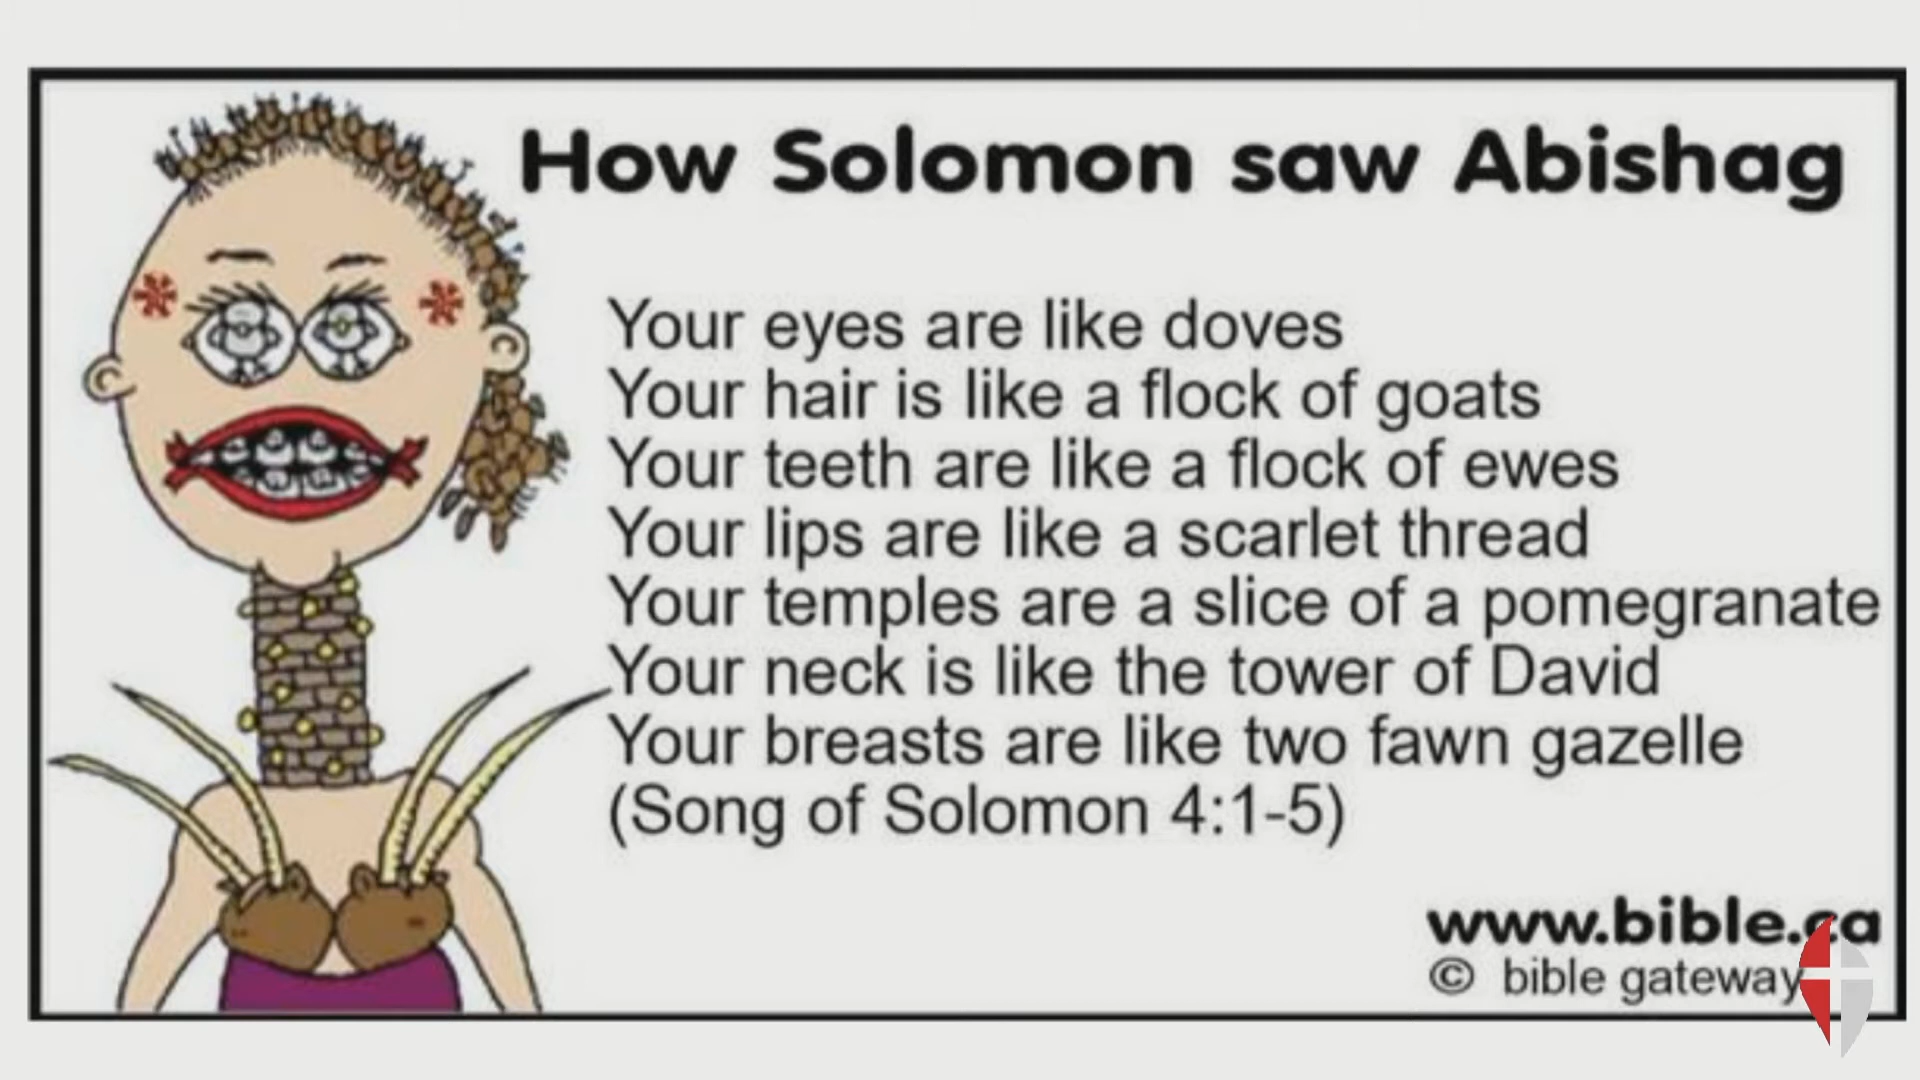 How Solomon saw Abishag
Your eyes are like doves
Your hair is like a flock of goats
Your teeth are like a flock of ewes
Your lips are like a scarlet thread
Your temples are a slice of a pomegranate
Your neck is like the tower of David
Your breasts are like two fawn gazelle
(Song of Solomon 4:1-5)
www.bible.ca
© bible gateway